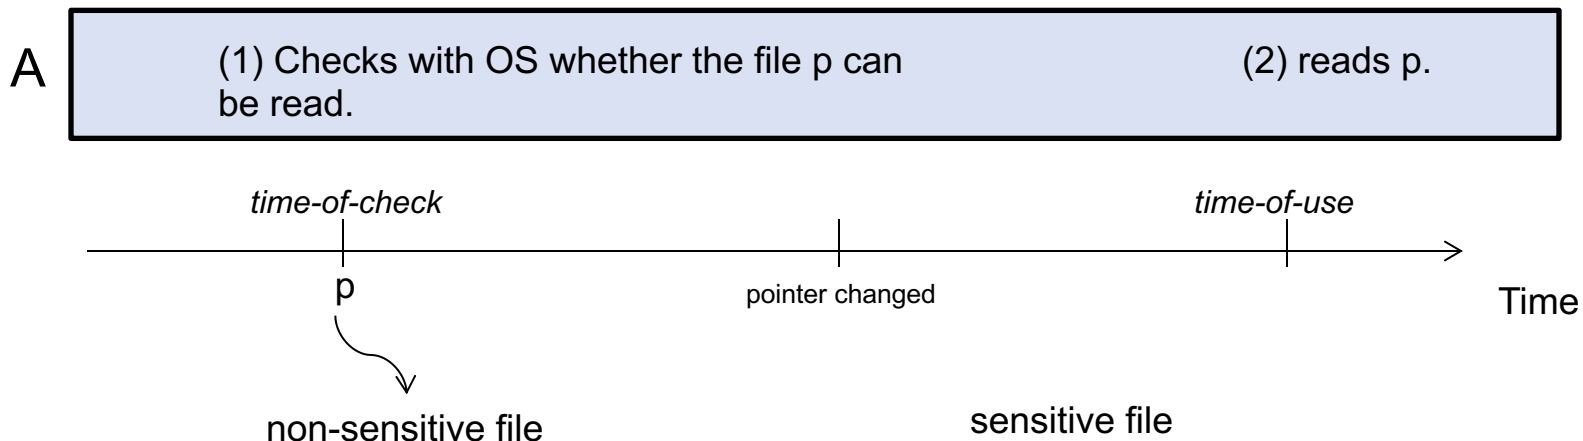 A
(1) Checks with OS whether the file p can
be read.
(2) reads p.
time-of-check
time-of-use
p
pointer changed
Time
non-sensitive file
sensitive file